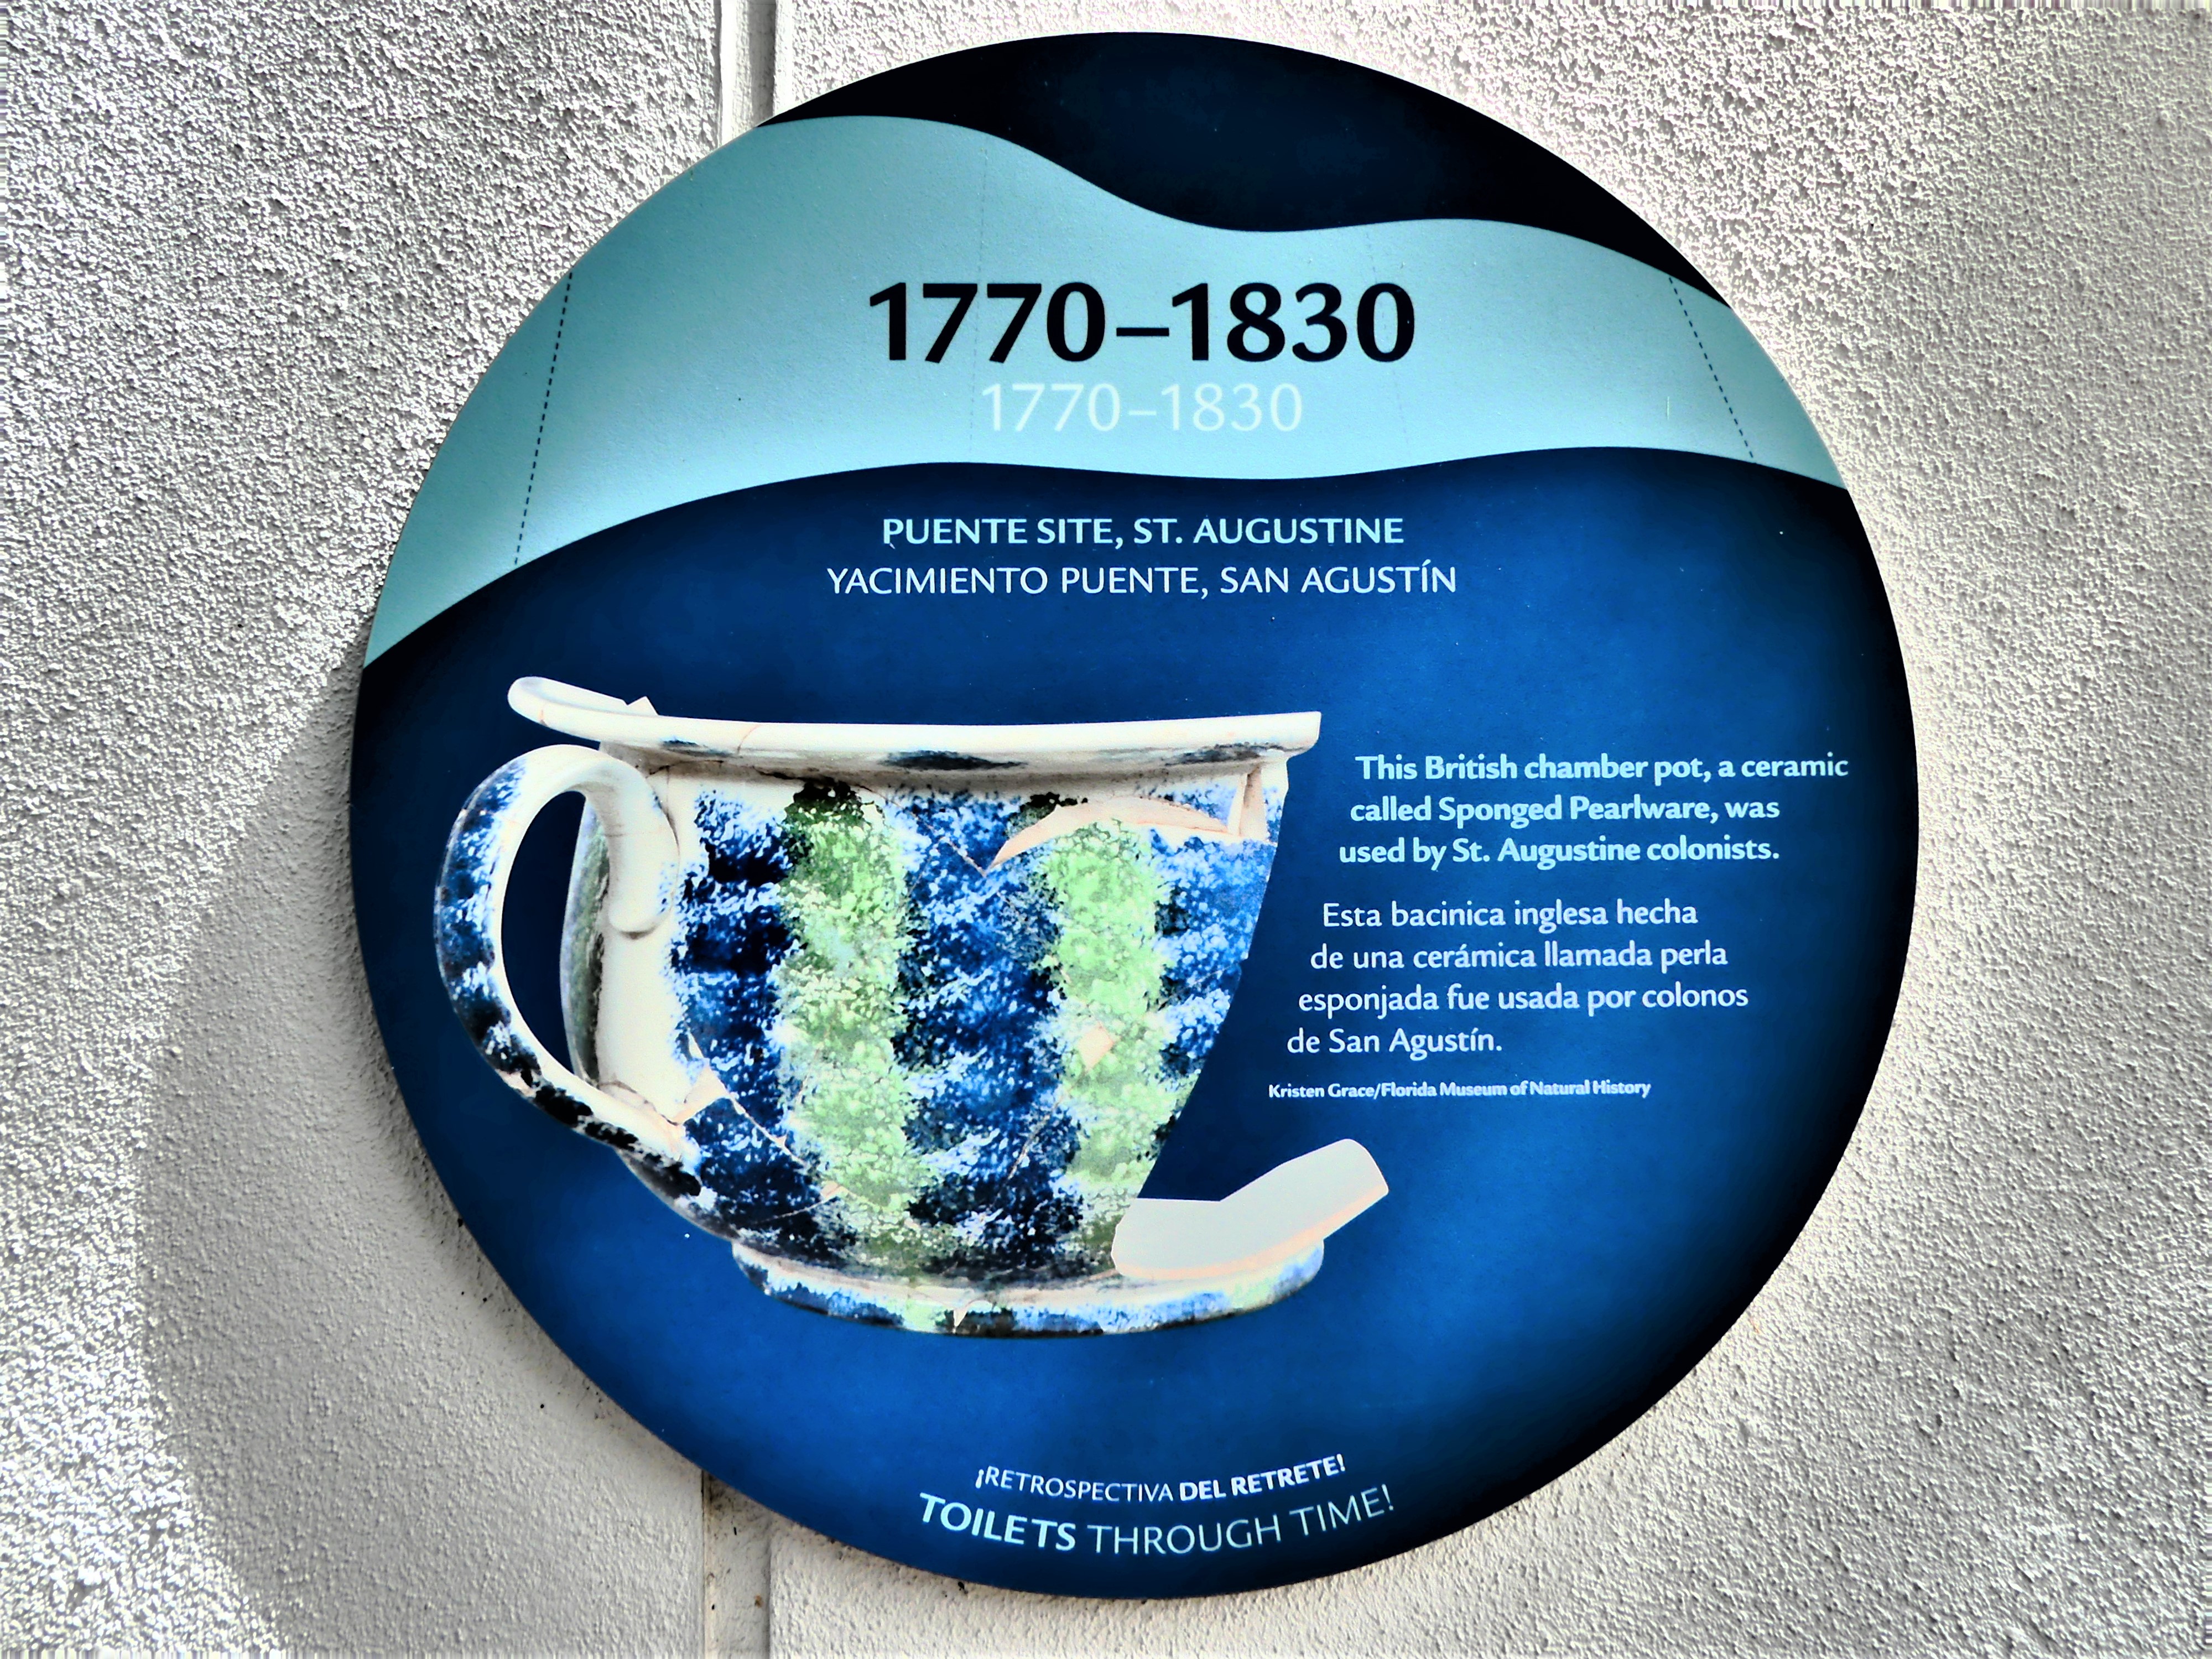 1770–1830
1770–1830
PUENTE SITE, ST. AUGUSTINE
YACIMIENTO PUENTE, SAN AGUSTÍN
This British chamber pot, a ceramic
called Sponged Pearlware, was
used by St. Augustine colonists.
Esta bacinica inglesa hecha
de una cerámica llamada perla
esponjada fue usada por colonos
de San Agustín.
Kristen Grace/Florida Museum of Natural History
¡RETROSPECTIVA DEL RETRETE!
TOILETS THROUGH TIME!